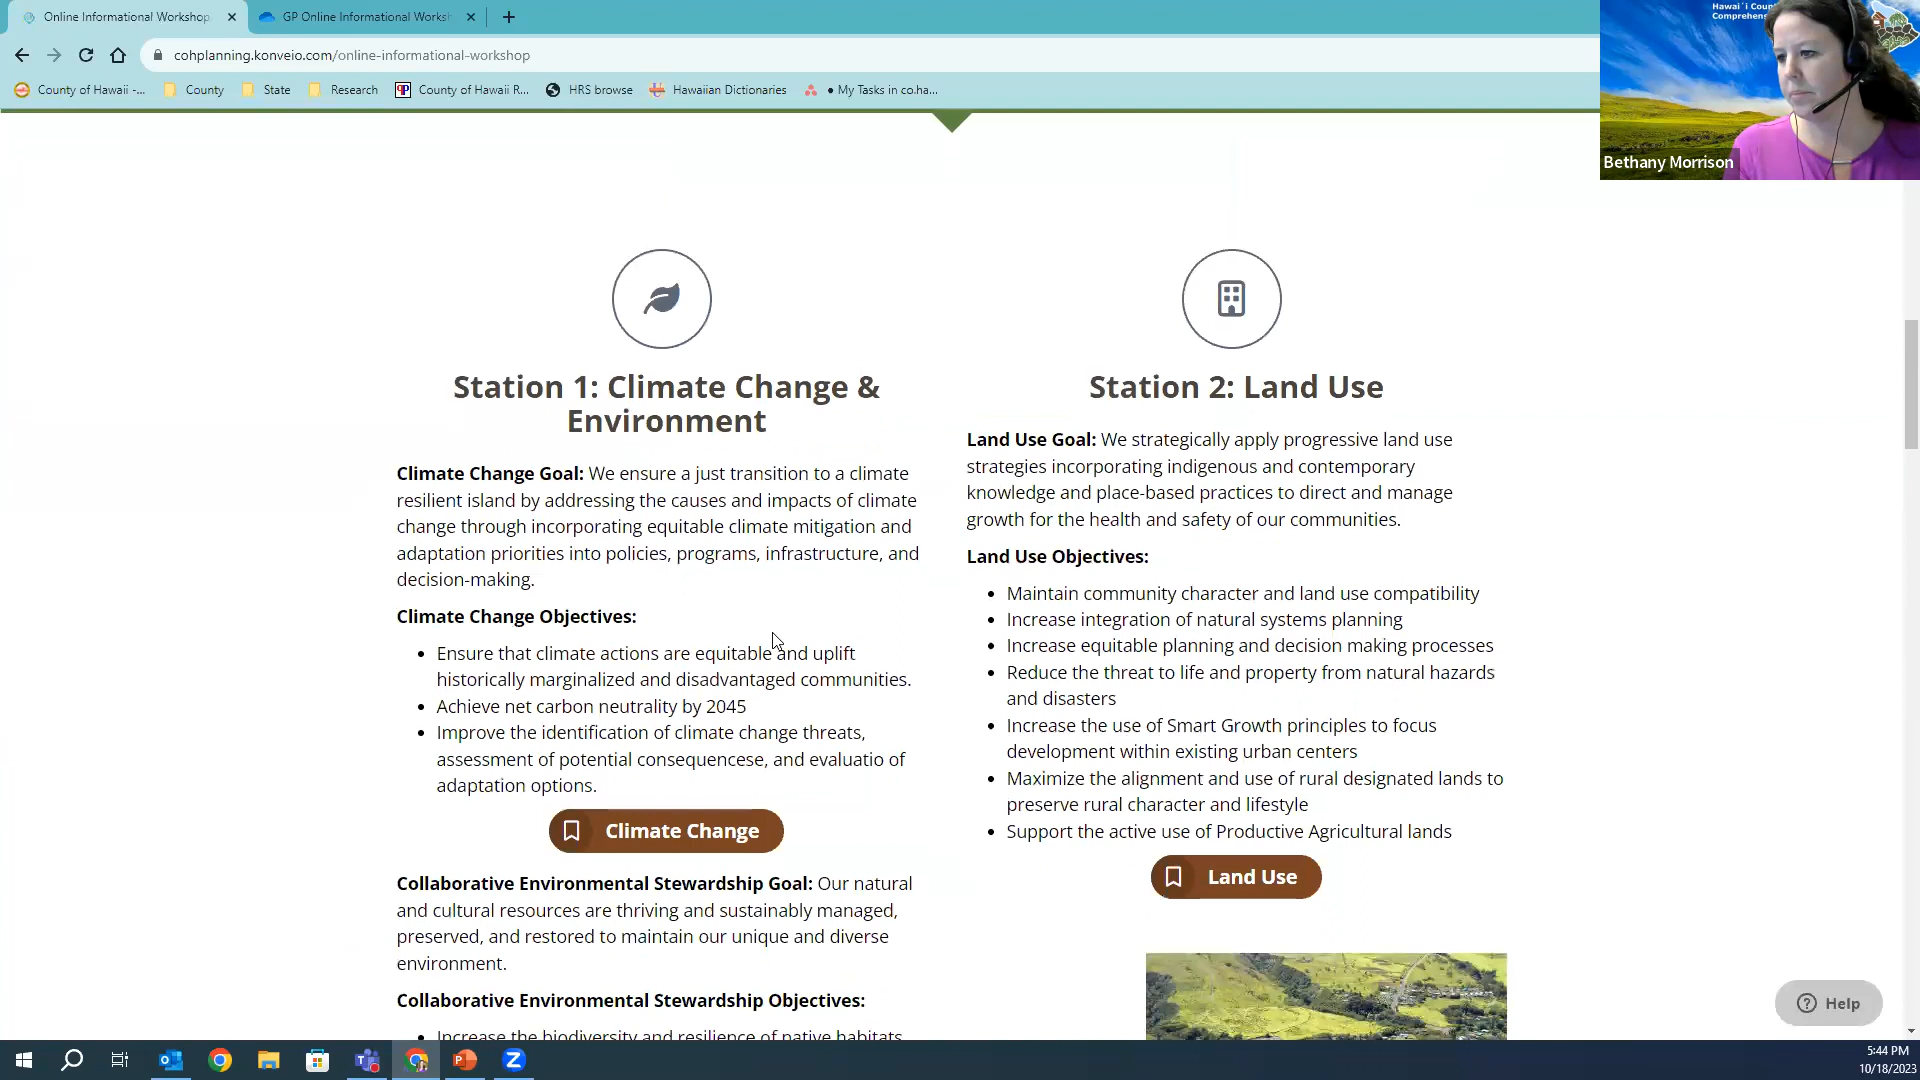 Online Informational Workshop
GP Online Informational Works
cohplanning.konveio.com/online-informational-workshop
County of Hawaii -...
County
State
Research
County of Hawaii R...
HRS browse
Hawaiian Dictionaries
● My Tasks in co.ha...
Hawai´i Coun
Comprehens
Bethany Morrison
Station 1: Climate Change &
Environment
Climate Change Goal: We ensure a just transition to a climate
resilient island by addressing the causes and impacts of climate
change through incorporating equitable climate mitigation and
adaptation priorities into policies, programs, infrastructure, and
decision-making.
Climate Change Objectives:
• Ensure that climate actions are equitable and uplift
historically marginalized and disadvantaged communities.
• Achieve net carbon neutrality by 2045
• Improve the identification of climate change threats,
assessment of potential consequencese, and evaluatio of
adaptation options.
Climate Change
Collaborative Environmental Stewardship Goal: Our natural
and cultural resources are thriving and sustainably managed,
preserved, and restored to maintain our unique and diverse
environment.
Collaborative Environmental Stewardship Objectives:
• Increase the biodiversity and resilience of native habitats
Station 2: Land Use
Land Use Goal: We strategically apply progressive land use
strategies incorporating indigenous and contemporary
knowledge and place-based practices to direct and manage
growth for the health and safety of our communities.
Land Use Objectives:
• Maintain community character and land use compatibility
• Increase integration of natural systems planning
• Increase equitable planning and decision making processes
• Reduce the threat to life and property from natural hazards
and disasters
• Increase the use of Smart Growth principles to focus
development within existing urban centers
• Maximize the alignment and use of rural designated lands to
preserve rural character and lifestyle
• Support the active use of Productive Agricultural lands
Land Use
Help
5:44 PM
10/18/2023